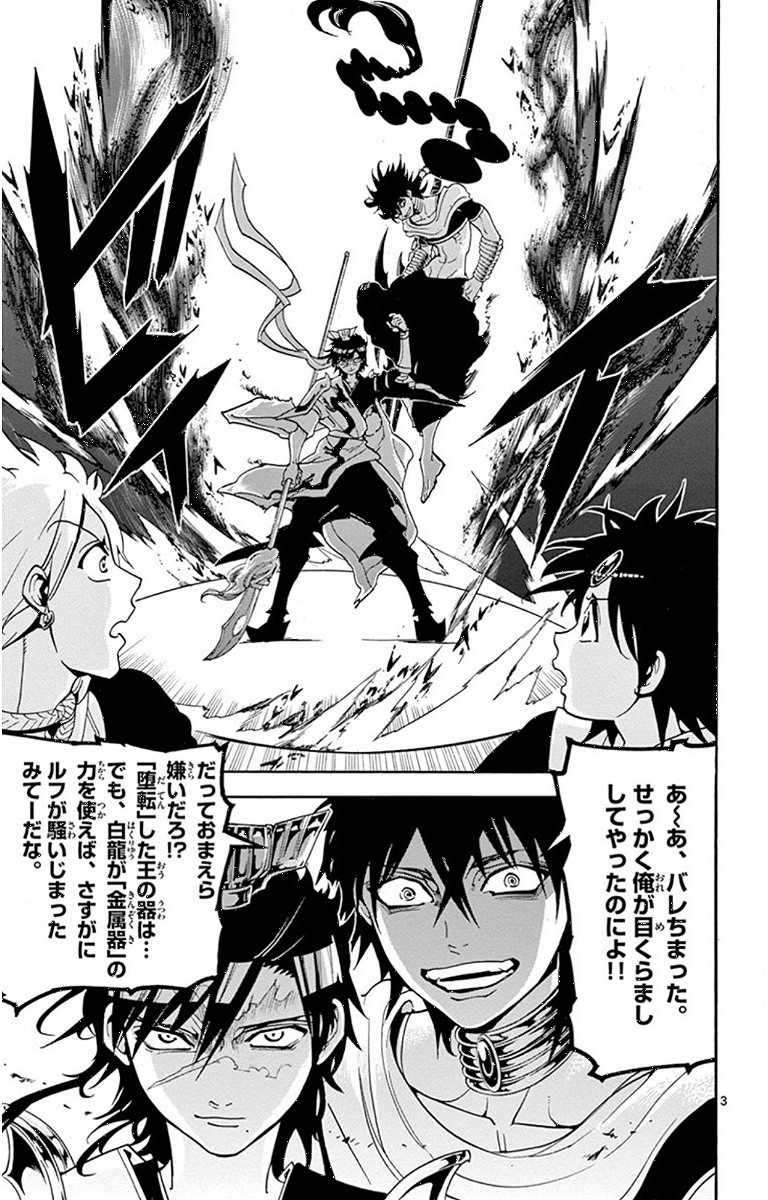 ビィ
あ〜あ、バレちまった。
せっかく俺が目くらまし
してやったのによ!!
だっておまえら
嫌いだろ!?
「堕転」した王の器は…
でも、白龍が「金属器」の
力を使えば、さすがに
ルフが騒いじまった
みてーだな。
3